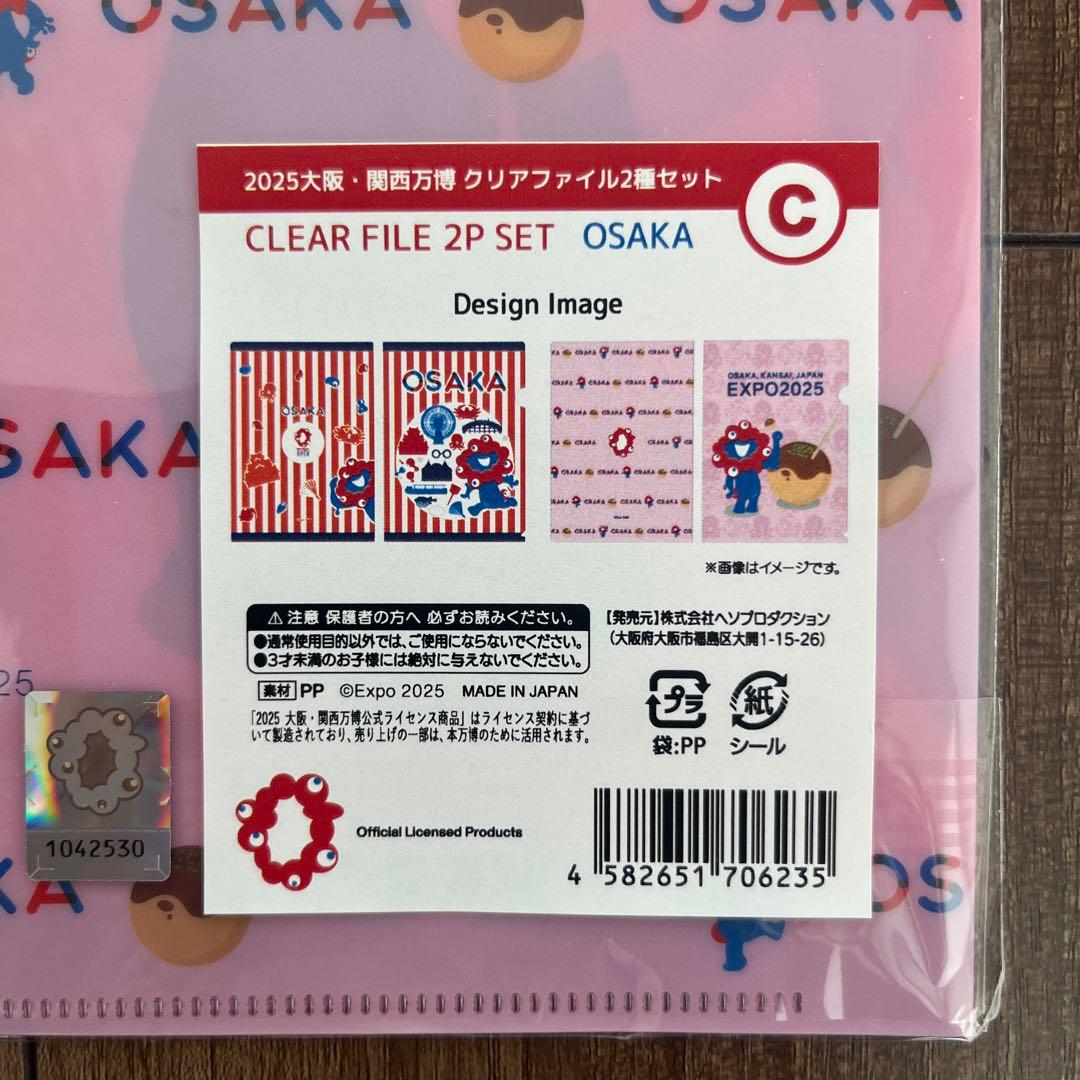 OSAKA
OSAKA
2025大阪・関西万博 クリアファイル2種セット
C
CLEAR FILE 2P SET OSAKA
Design Image
OSAKA
OSAKA
OSAKA, KANSAI, JAPAN
EXPO2025
SAKA
※画像はイメージです。
⚠注意 保護者の方へ 必ずお読みください。
●通常使用目的以外では、ご使用にならないでください。
●3才未満のお子様には絶対に与えないでください。
【発売元】株式会社ヘソプロダクション
(大阪府大阪市福島区大開1-15-26)
素材 PP ©Expo 2025 MADE IN JAPAN
「2025 大阪・関西万博公式ライセンス商品」はライセンス契約に基づ
いて製造されており、売り上げの一部は、本万博のために活用されます。
プラ
紙
袋:PP シール
25
1042530
Official Licensed Products
4 582651 706235
KA
OS